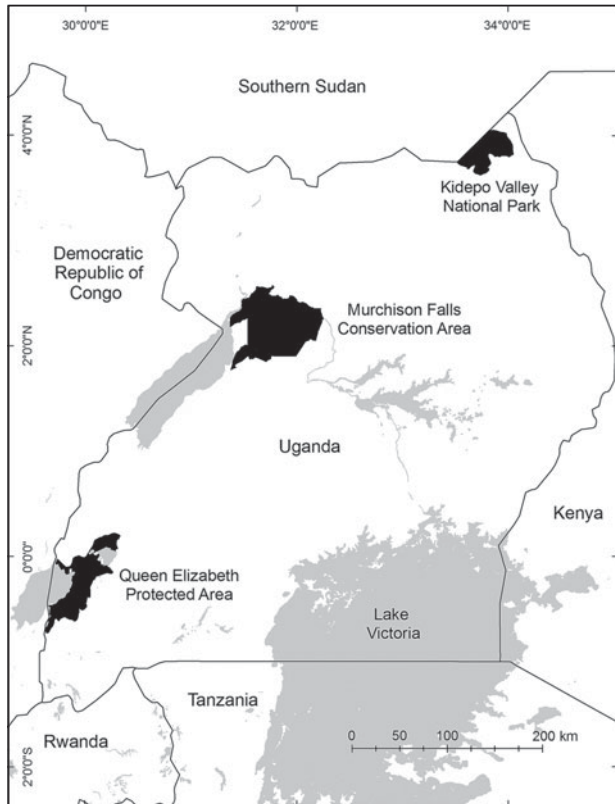 30°0'0"E
32°0'0"E
34°0'0"E
Southern Sudan
4°0'0"N
Kidepo Valley
National Park
Democratic
Republic of
Congo
Murchison Falls
Conservation Area
2°0'0"N
Uganda
Kenya
0°0'0"
Queen Elizabeth
Protected Area
Lake
Victoria
Tanzania
Rwanda
0 50 100 200 km
2°0'0"S